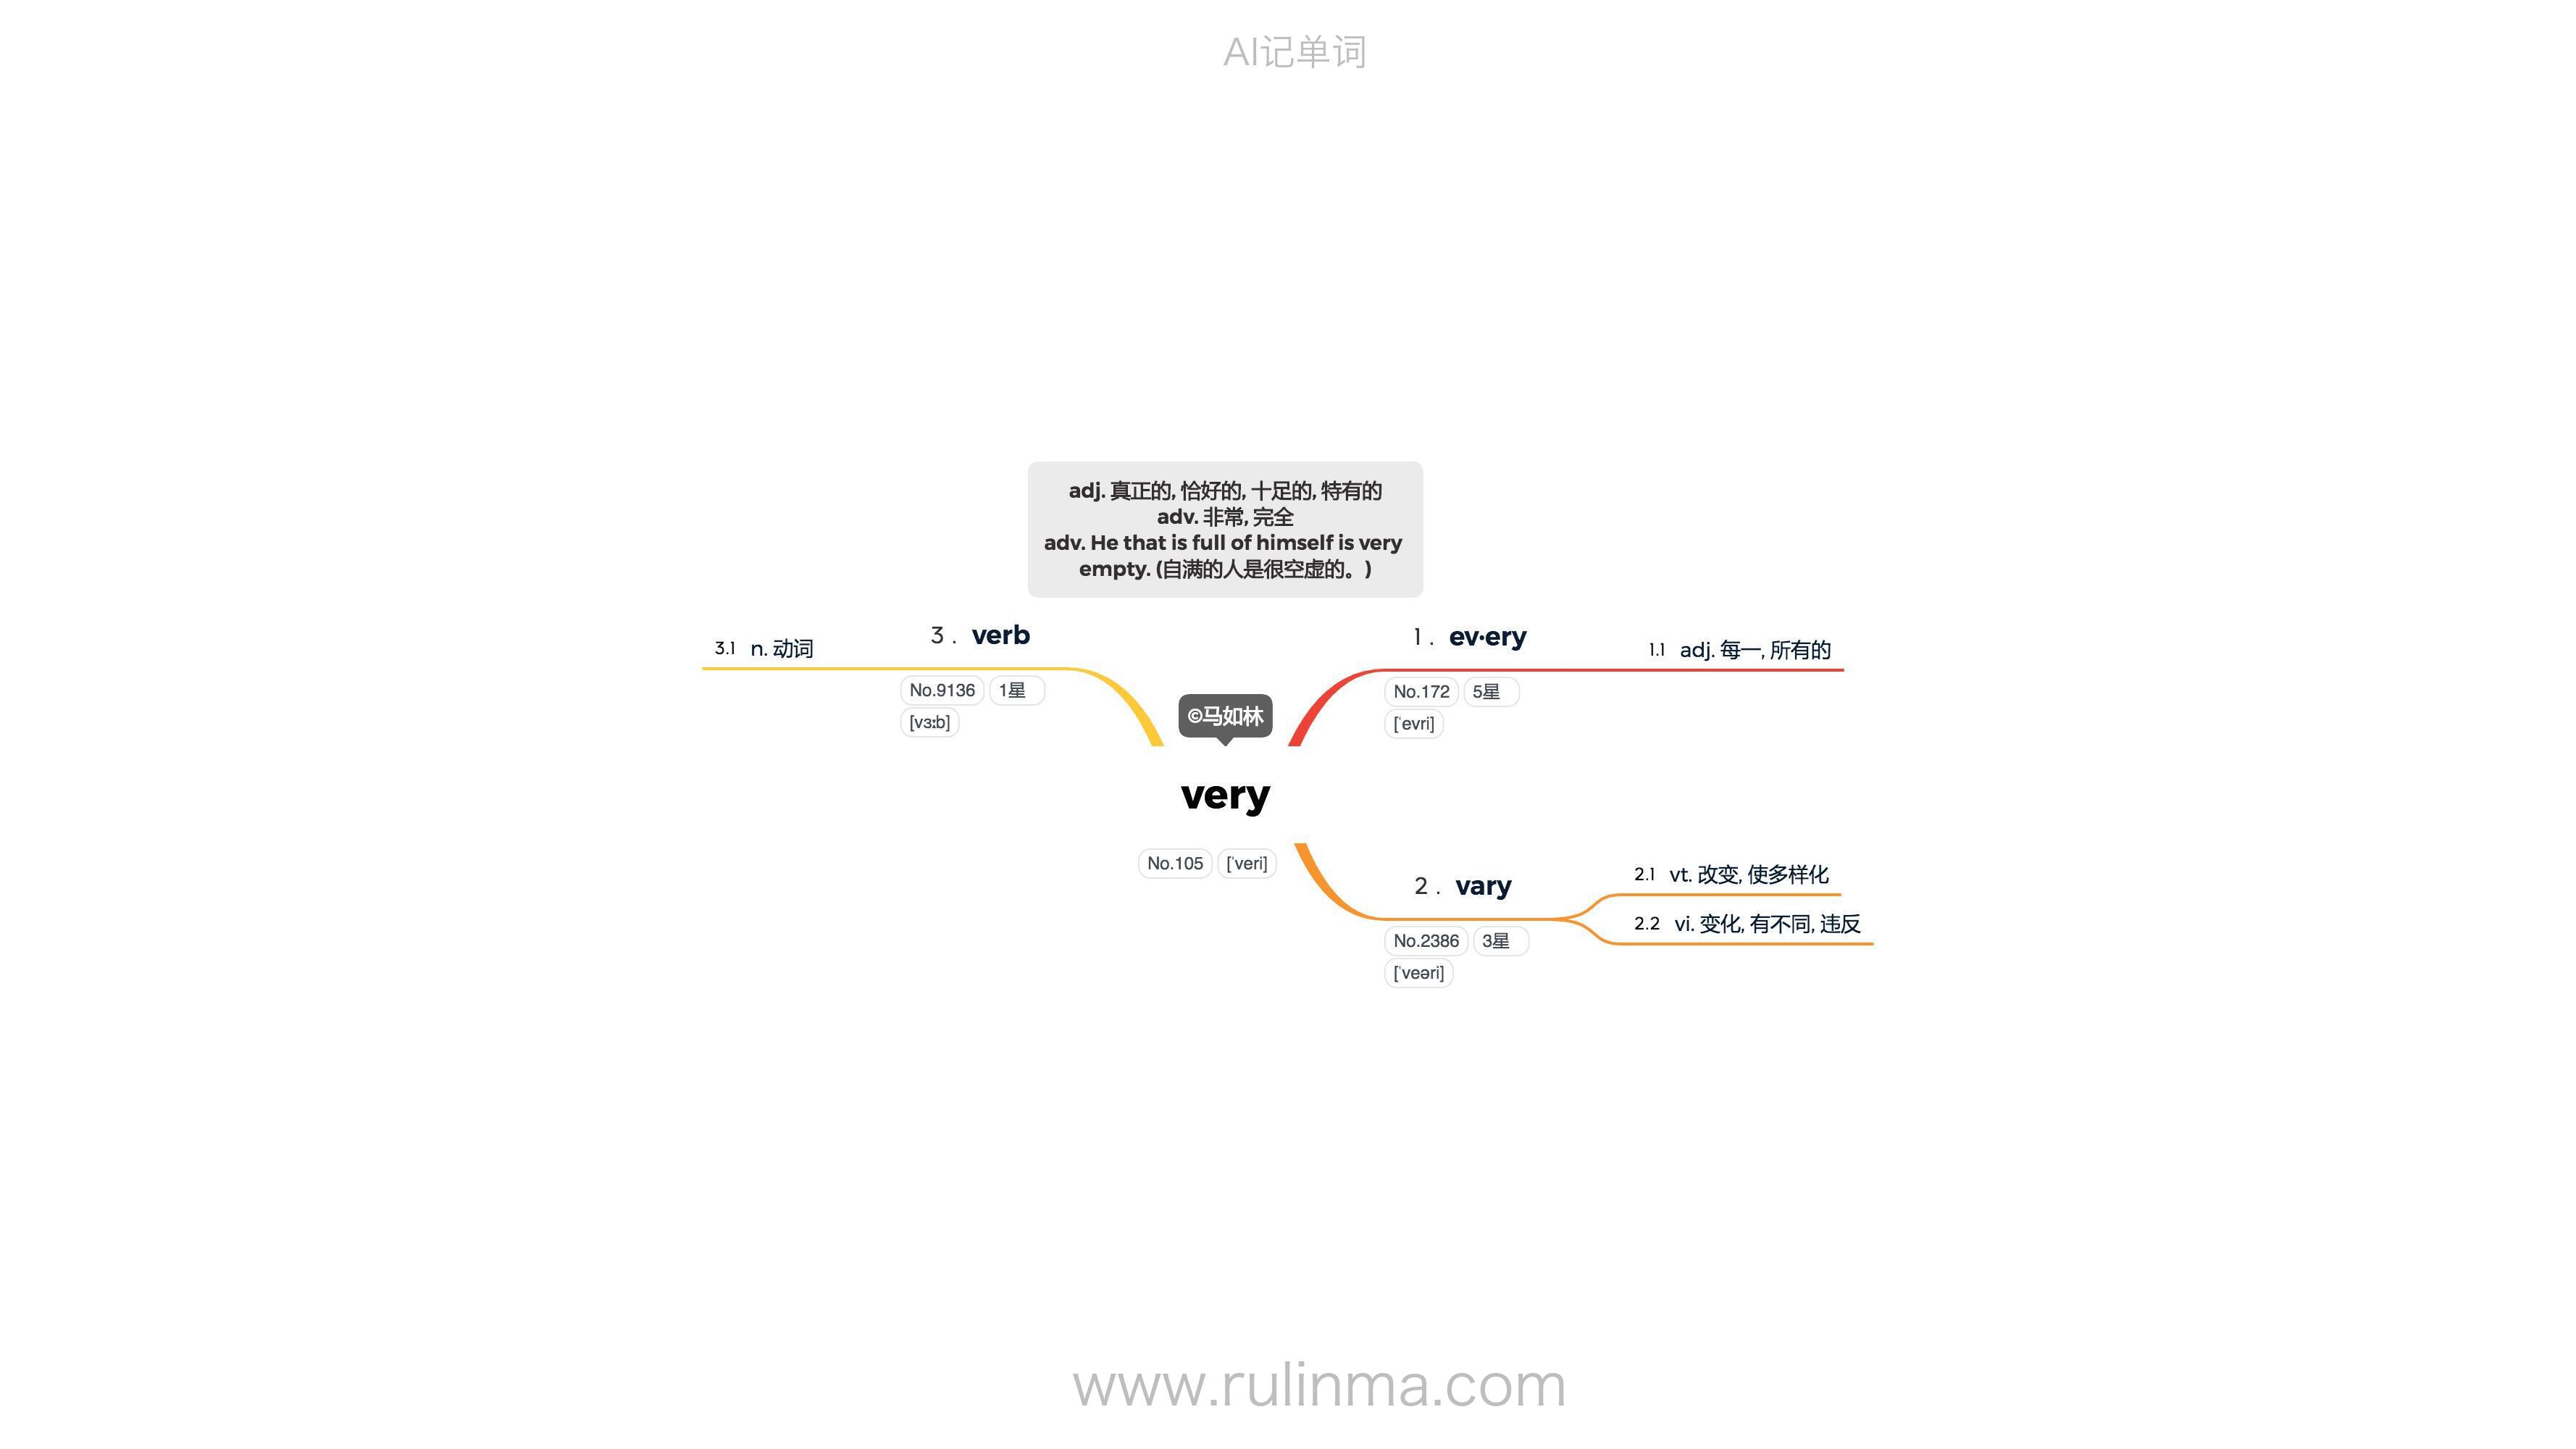 AI记单词
adj. 真正的, 恰好的, 十足的, 特有的
adv. 非常, 完全
adv. He that is full of himself is very
empty. (自满的人是很空虚的。)
3 . verb
3.1 n. 动词
No.9136 1星
[vɜːb]
1 . ev·ery
1.1 adj. 每一, 所有的
No.172 5星
[ˈevri]
©马如林
very
No.105 [ˈveri]
2 . vary
2.1 vt. 改变, 使多样化
2.2 vi. 变化, 有不同, 违反
No.2386 3星
[ˈveəri]
www.rulinma.com